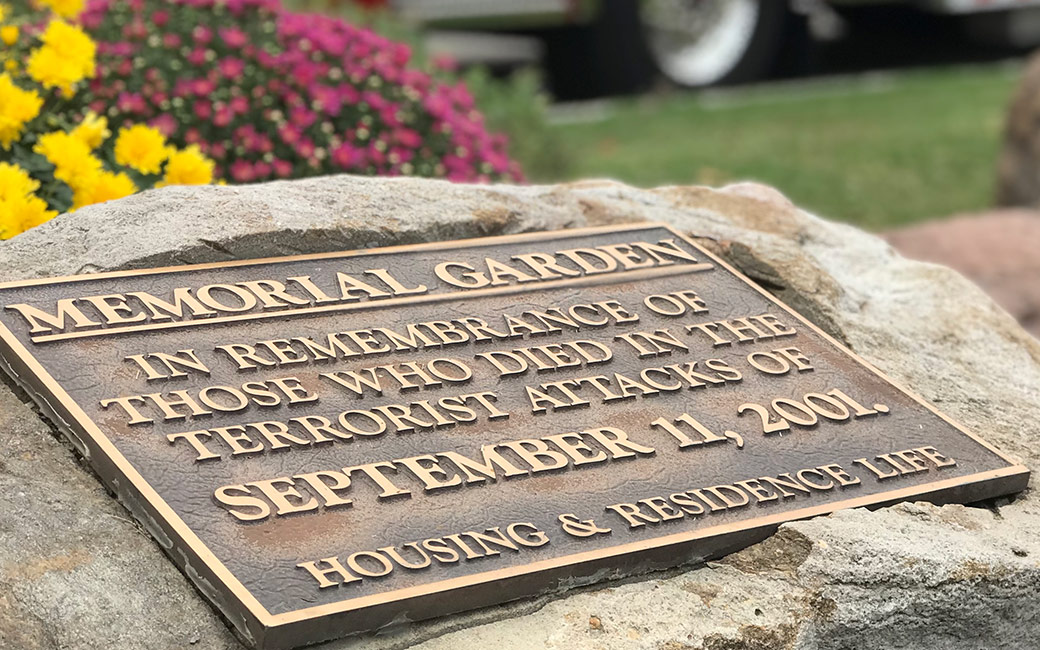 MEMORIAL GARDEN
IN REMEMBRANCE OF
THOSE WHO DIED IN THE
TERRORIST ATTACKS OF
SEPTEMBER 11, 2001.
HOUSING & RESIDENCE LIFE